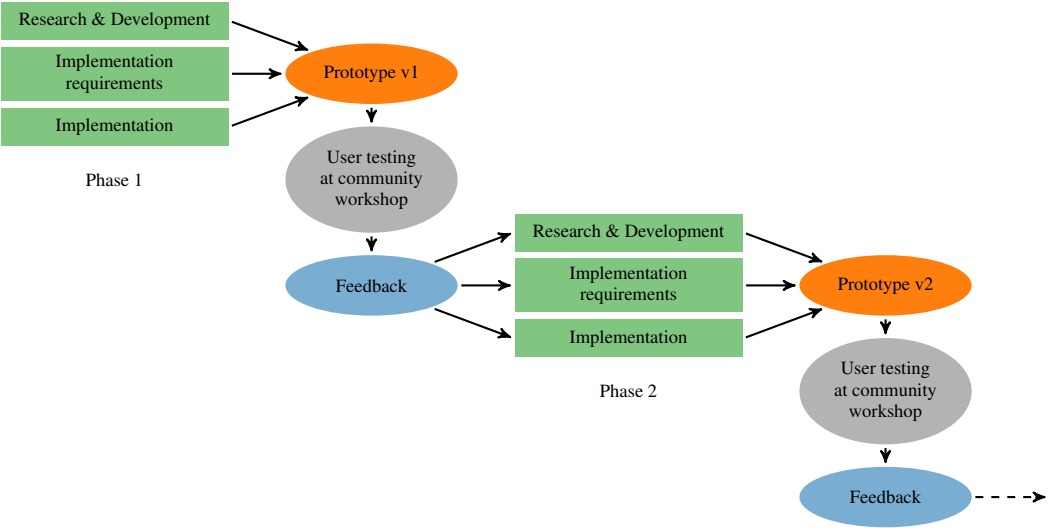 Research & Development
Implementation
requirements
Implementation
Phase 1
Prototype v1
User testing
at community
workshop
Feedback
Research & Development
Implementation
requirements
Implementation
Phase 2
Prototype v2
User testing
at community
workshop
Feedback